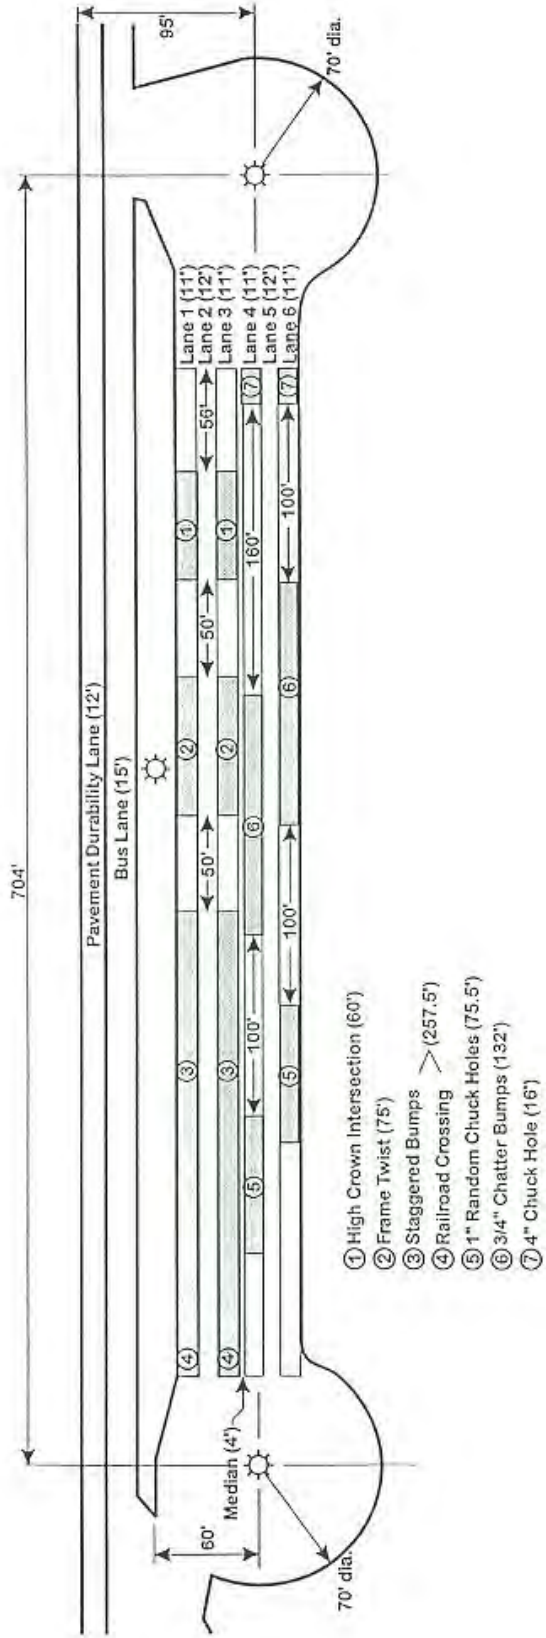 704'
95'
Pavement Durability Lane (12')
Bus Lane (15')
70' dia.
Lane 1 (11')
Lane 2 (12')
Lane 3 (11')
Lane 4 (11')
Lane 5 (12')
Lane 6 (11')
60'
Median (4')
70' dia.
④ ③ ② ① 
50' 50' 56'
④ ③ ② ①
⑤ 100' ⑥ 160' ⑦
⑤ 100' ⑥ 100' ⑦
① High Crown Intersection (60')
② Frame Twist (75')
③ Staggered Bumps
④ Railroad Crossing > (257.5')
⑤ 1" Random Chuck Holes (75.5')
⑥ 3/4" Chatter Bumps (132')
⑦ 4" Chuck Hole (16')